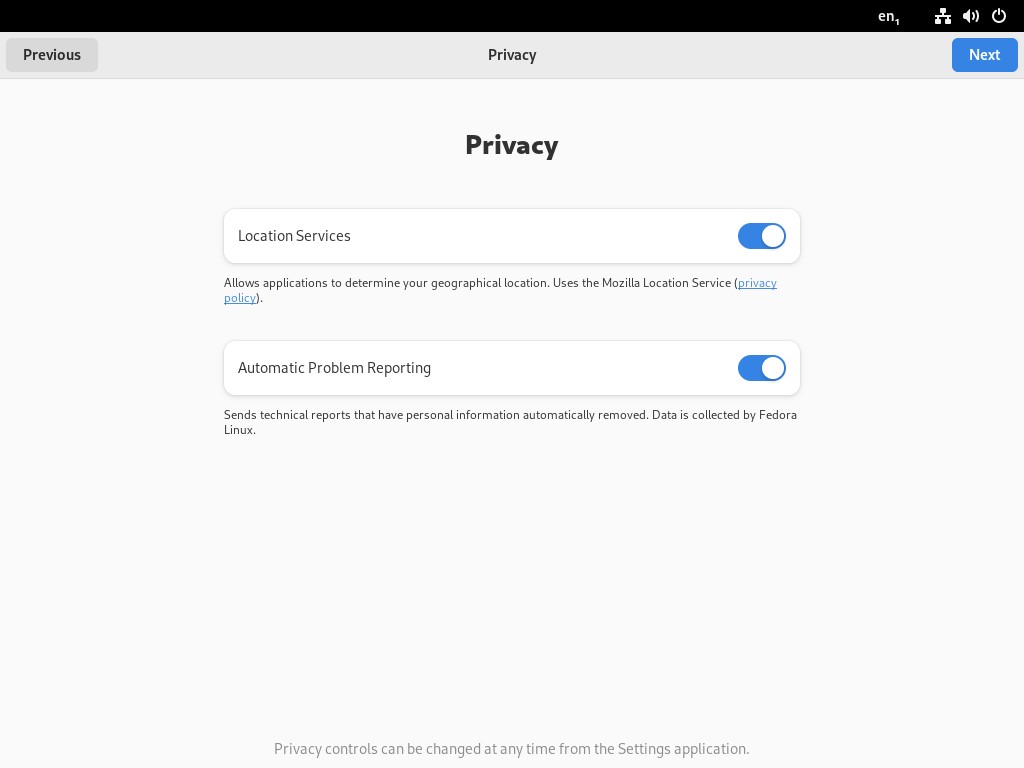 en₁
Previous
Privacy
Next
Privacy
Location Services
Allows applications to determine your geographical location. Uses the Mozilla Location Service (privacy
policy).
Automatic Problem Reporting
Sends technical reports that have personal information automatically removed. Data is collected by Fedora
Linux.
Privacy controls can be changed at any time from the Settings application.